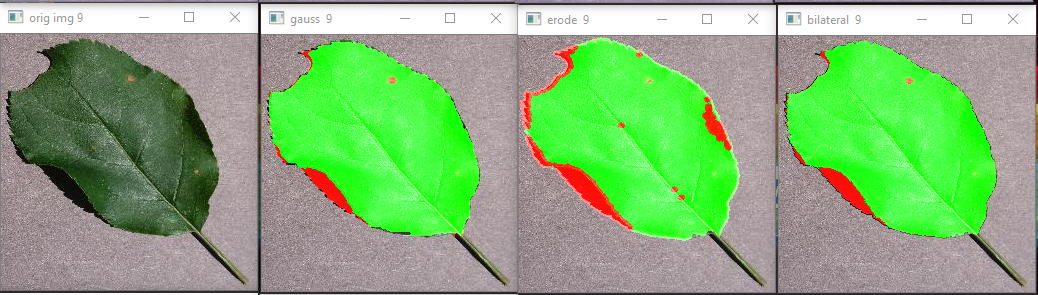 orig img 9
gauss 9
erode 9
bilateral 9